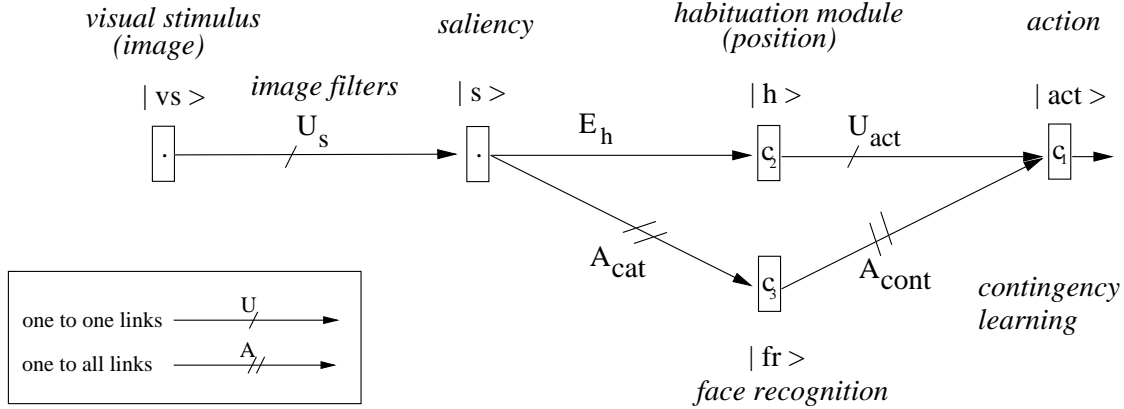 visual stimulus
(image)
saliency
habituation module
(position)
action
| vs >
image filters
| s >
| h >
| act >
U_s
E_h
U_act
.
.
c_2
c_1
A_cat
A_cont
c_3
contingency
learning
one to one links
U
one to all links
A
| fr >
face recognition